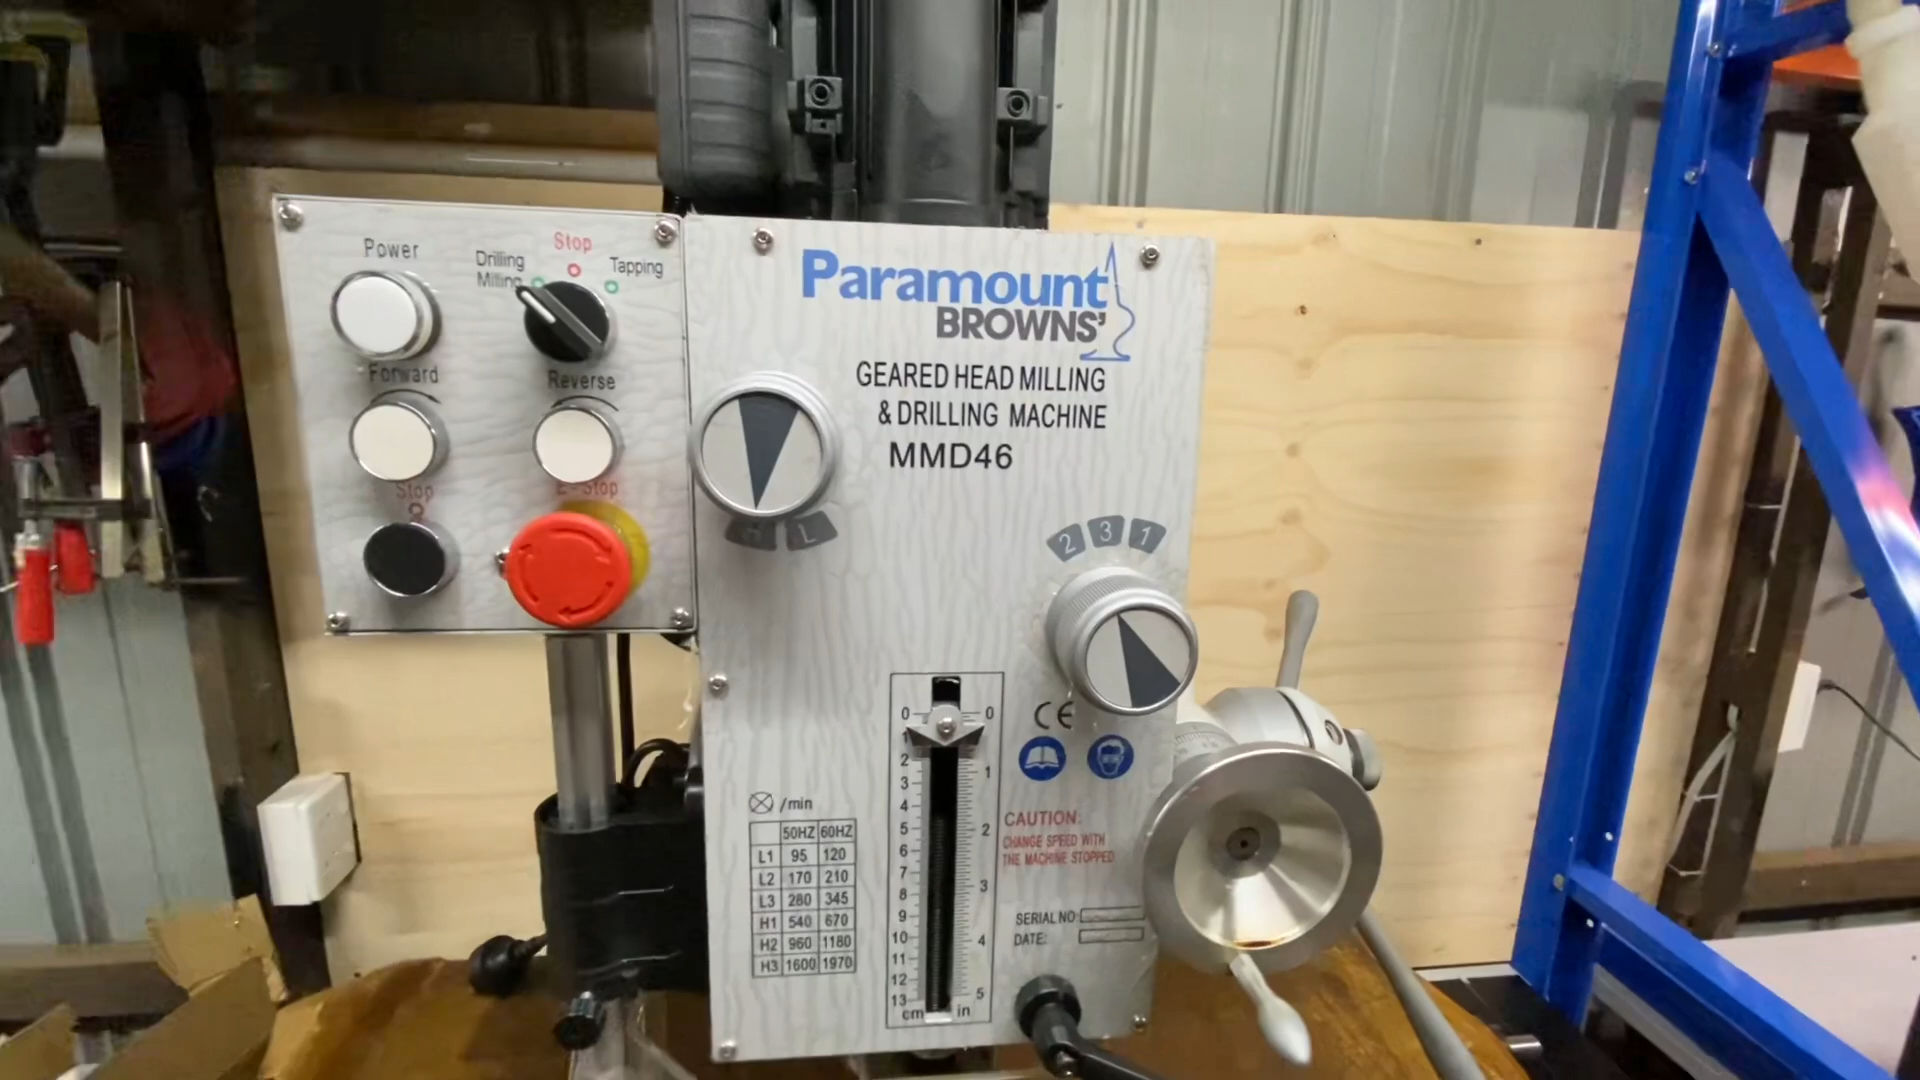 Power
Stop
Drilling
Milling
Tapping
Forward
Reverse
Stop
E-Stop
Paramount
BROWNS'
GEARED HEAD MILLING
& DRILLING MACHINE
MMD46
H L
2 3 1
0 0
1
2
3
4
5
6
7
8
9
10
11
12
13
cm
1
2
3
4
5
in
CE
/min
50HZ 60HZ
L1 95 120
L2 170 210
L3 280 345
H1 540 670
H2 960 1180
H3 1600 1970
CAUTION:
CHANGE SPEED WITH
THE MACHINE STOPPED
SERIAL NO:
DATE: